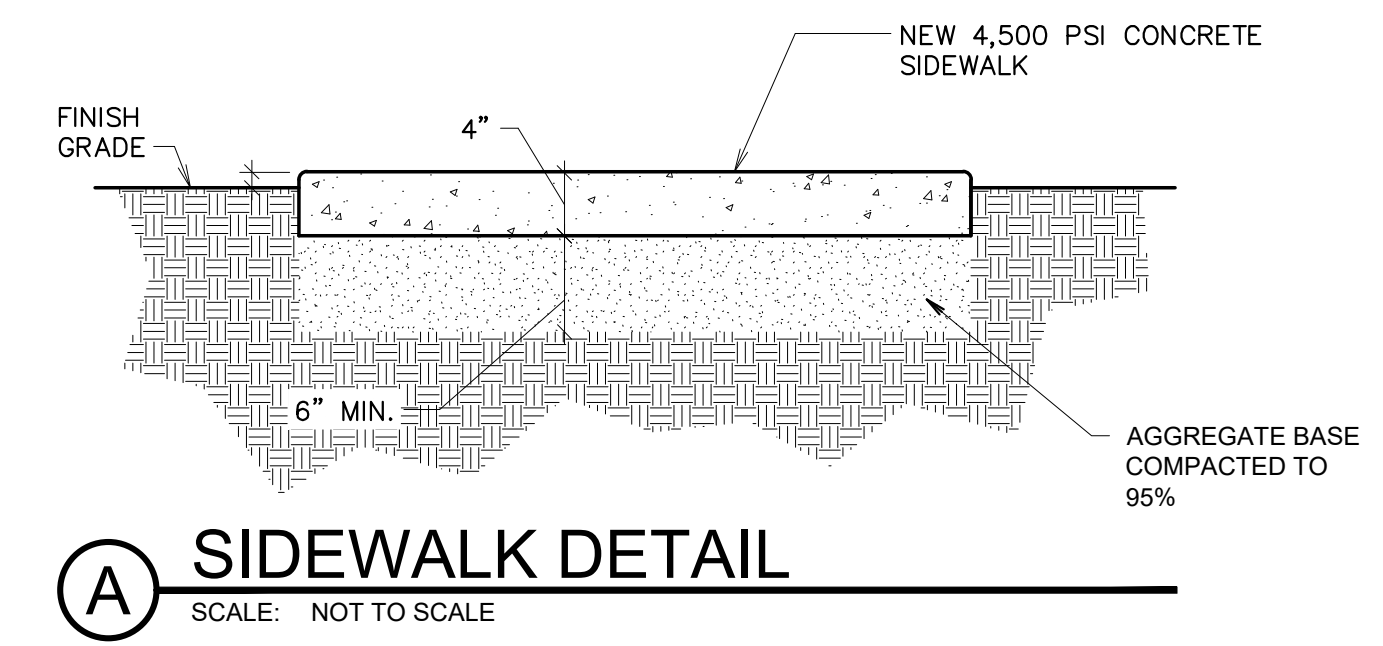 NEW 4,500 PSI CONCRETE
SIDEWALK
FINISH
GRADE
4”
6” MIN.
AGGREGATE BASE
COMPACTED TO
95%
A
SIDEWALK DETAIL
SCALE: NOT TO SCALE